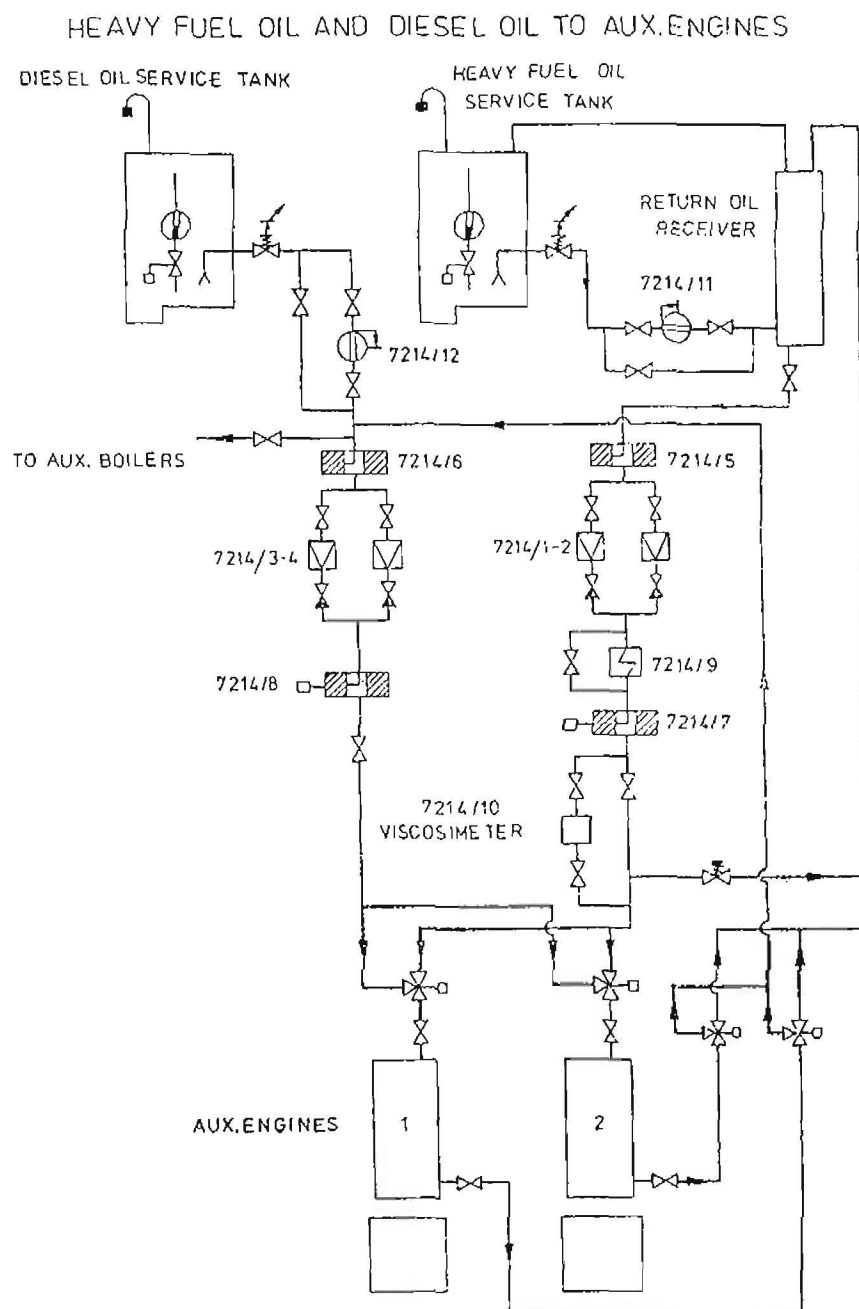 HEAVY FUEL OIL AND DIESEL OIL TO AUX.ENGINES
DIESEL OIL SERVICE TANK
HEAVY FUEL OIL
SERVICE TANK
RETURN OIL
RECEIVER
7214/11
7214/12
TO AUX. BOILERS
7214/6
7214/5
7214/3-4
7214/1-2
7214/9
7214/8
7214/7
7214/10
VISCOSIMETER
AUX.ENGINES
1
2